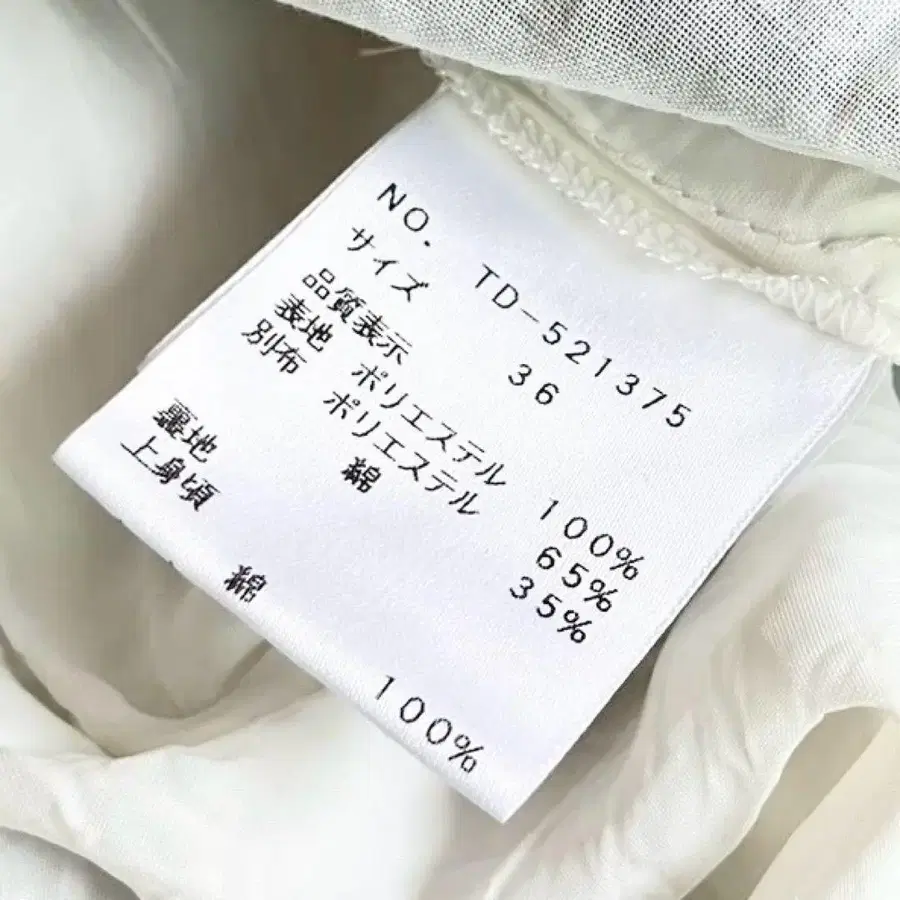 NO. TD-521375
サイズ 36
品質表示
表地 ポリエステル 100%
別布 ポリエステル 65%
綿 35%
裏地
上身頃 綿 100%